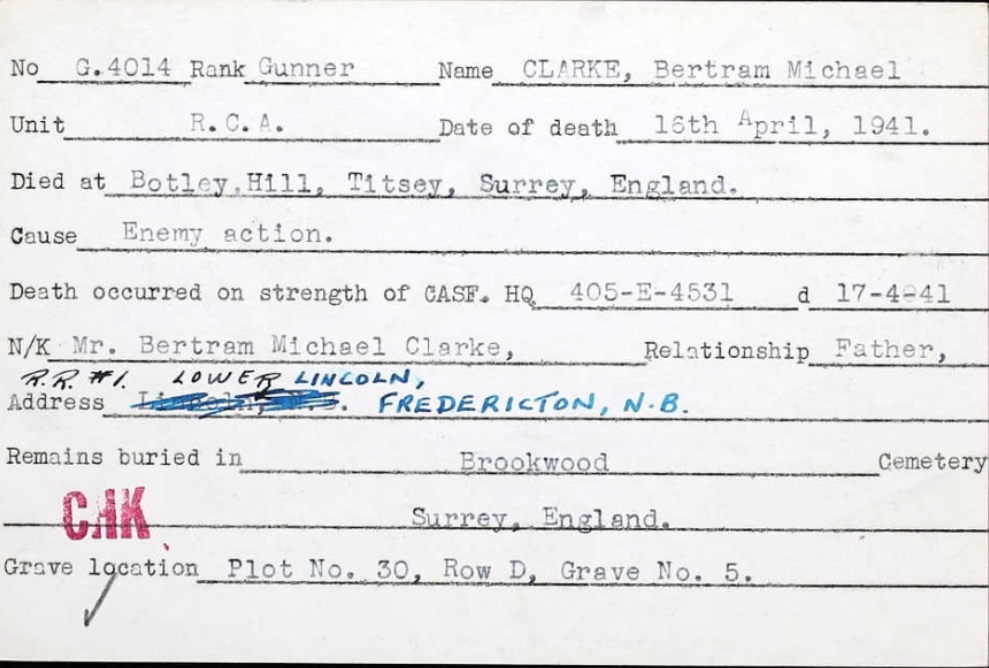 No G.4014 Rank Gunner Name CLARKE, Bertram Michael
Unit R.C.A. Date of death 16th April, 1941.
Died at Botley Hill, Titsey, Surrey, England.
Cause Enemy action.
Death occurred on strength of CASF. HQ 405-E-4531 d 17-4-41
N/K Mr. Bertram Michael Clarke, Relationship Father,
R.R. #1. LOWER LINCOLN,
Address FREDERICTON, N.B.
Remains buried in Brookwood Cemetery
Surrey, England.
Grave location Plot No. 30, Row D, Grave No. 5.